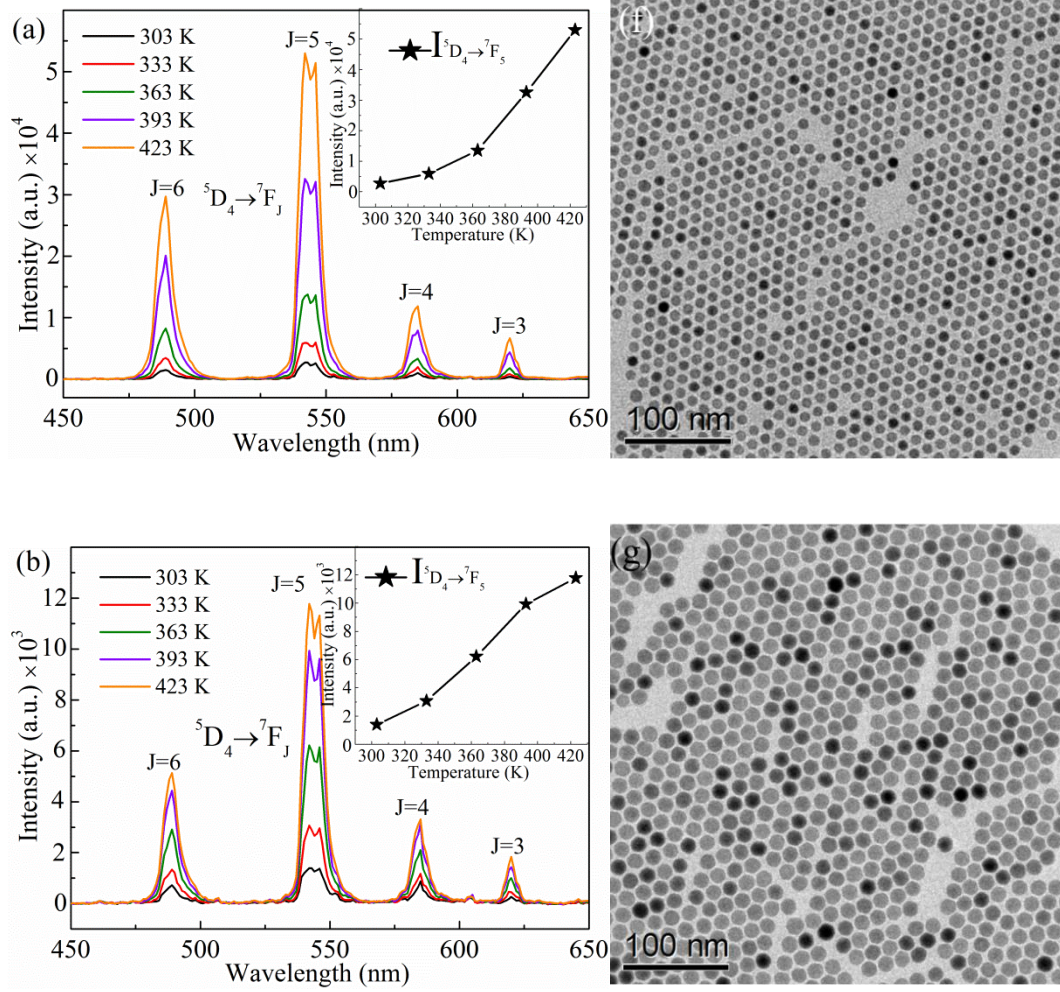 (a)
303 K
333 K
363 K
393 K
423 K
J=6
⁵D₄→⁷F_J
J=5
J=4
J=3
Intensity (a.u.) ×10⁴
5
4
3
2
1
0
450 500 550 600 650
Wavelength (nm)
I⁵D₄→⁷F₅
Intensity (a.u.) ×10⁴
5
4
3
2
1
0
300 320 340 360 380 400 420
Temperature (K)
(f)
100 nm
(b)
303 K
333 K
363 K
393 K
423 K
J=6
⁵D₄→⁷F_J
J=5
J=4
J=3
Intensity (a.u.) ×10³
12
10
8
6
4
2
0
450 500 550 600 650
Wavelength (nm)
I⁵D₄→⁷F₅
Intensity (a.u.) ×10³
12
10
8
6
4
2
0
300 320 340 360 380 400 420
Temperature (K)
(g)
100 nm